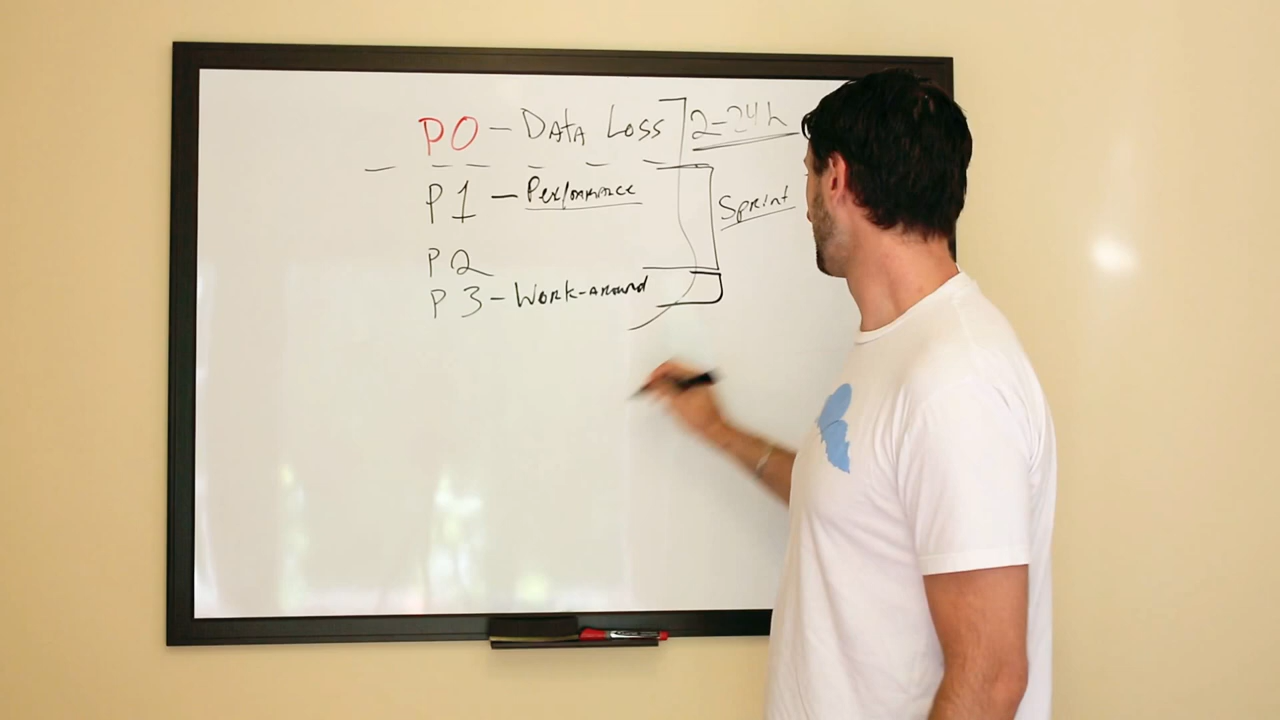 P0 - Data Loss 2-24h
P1 - Performance Sprint
P2
P3 - Work-around